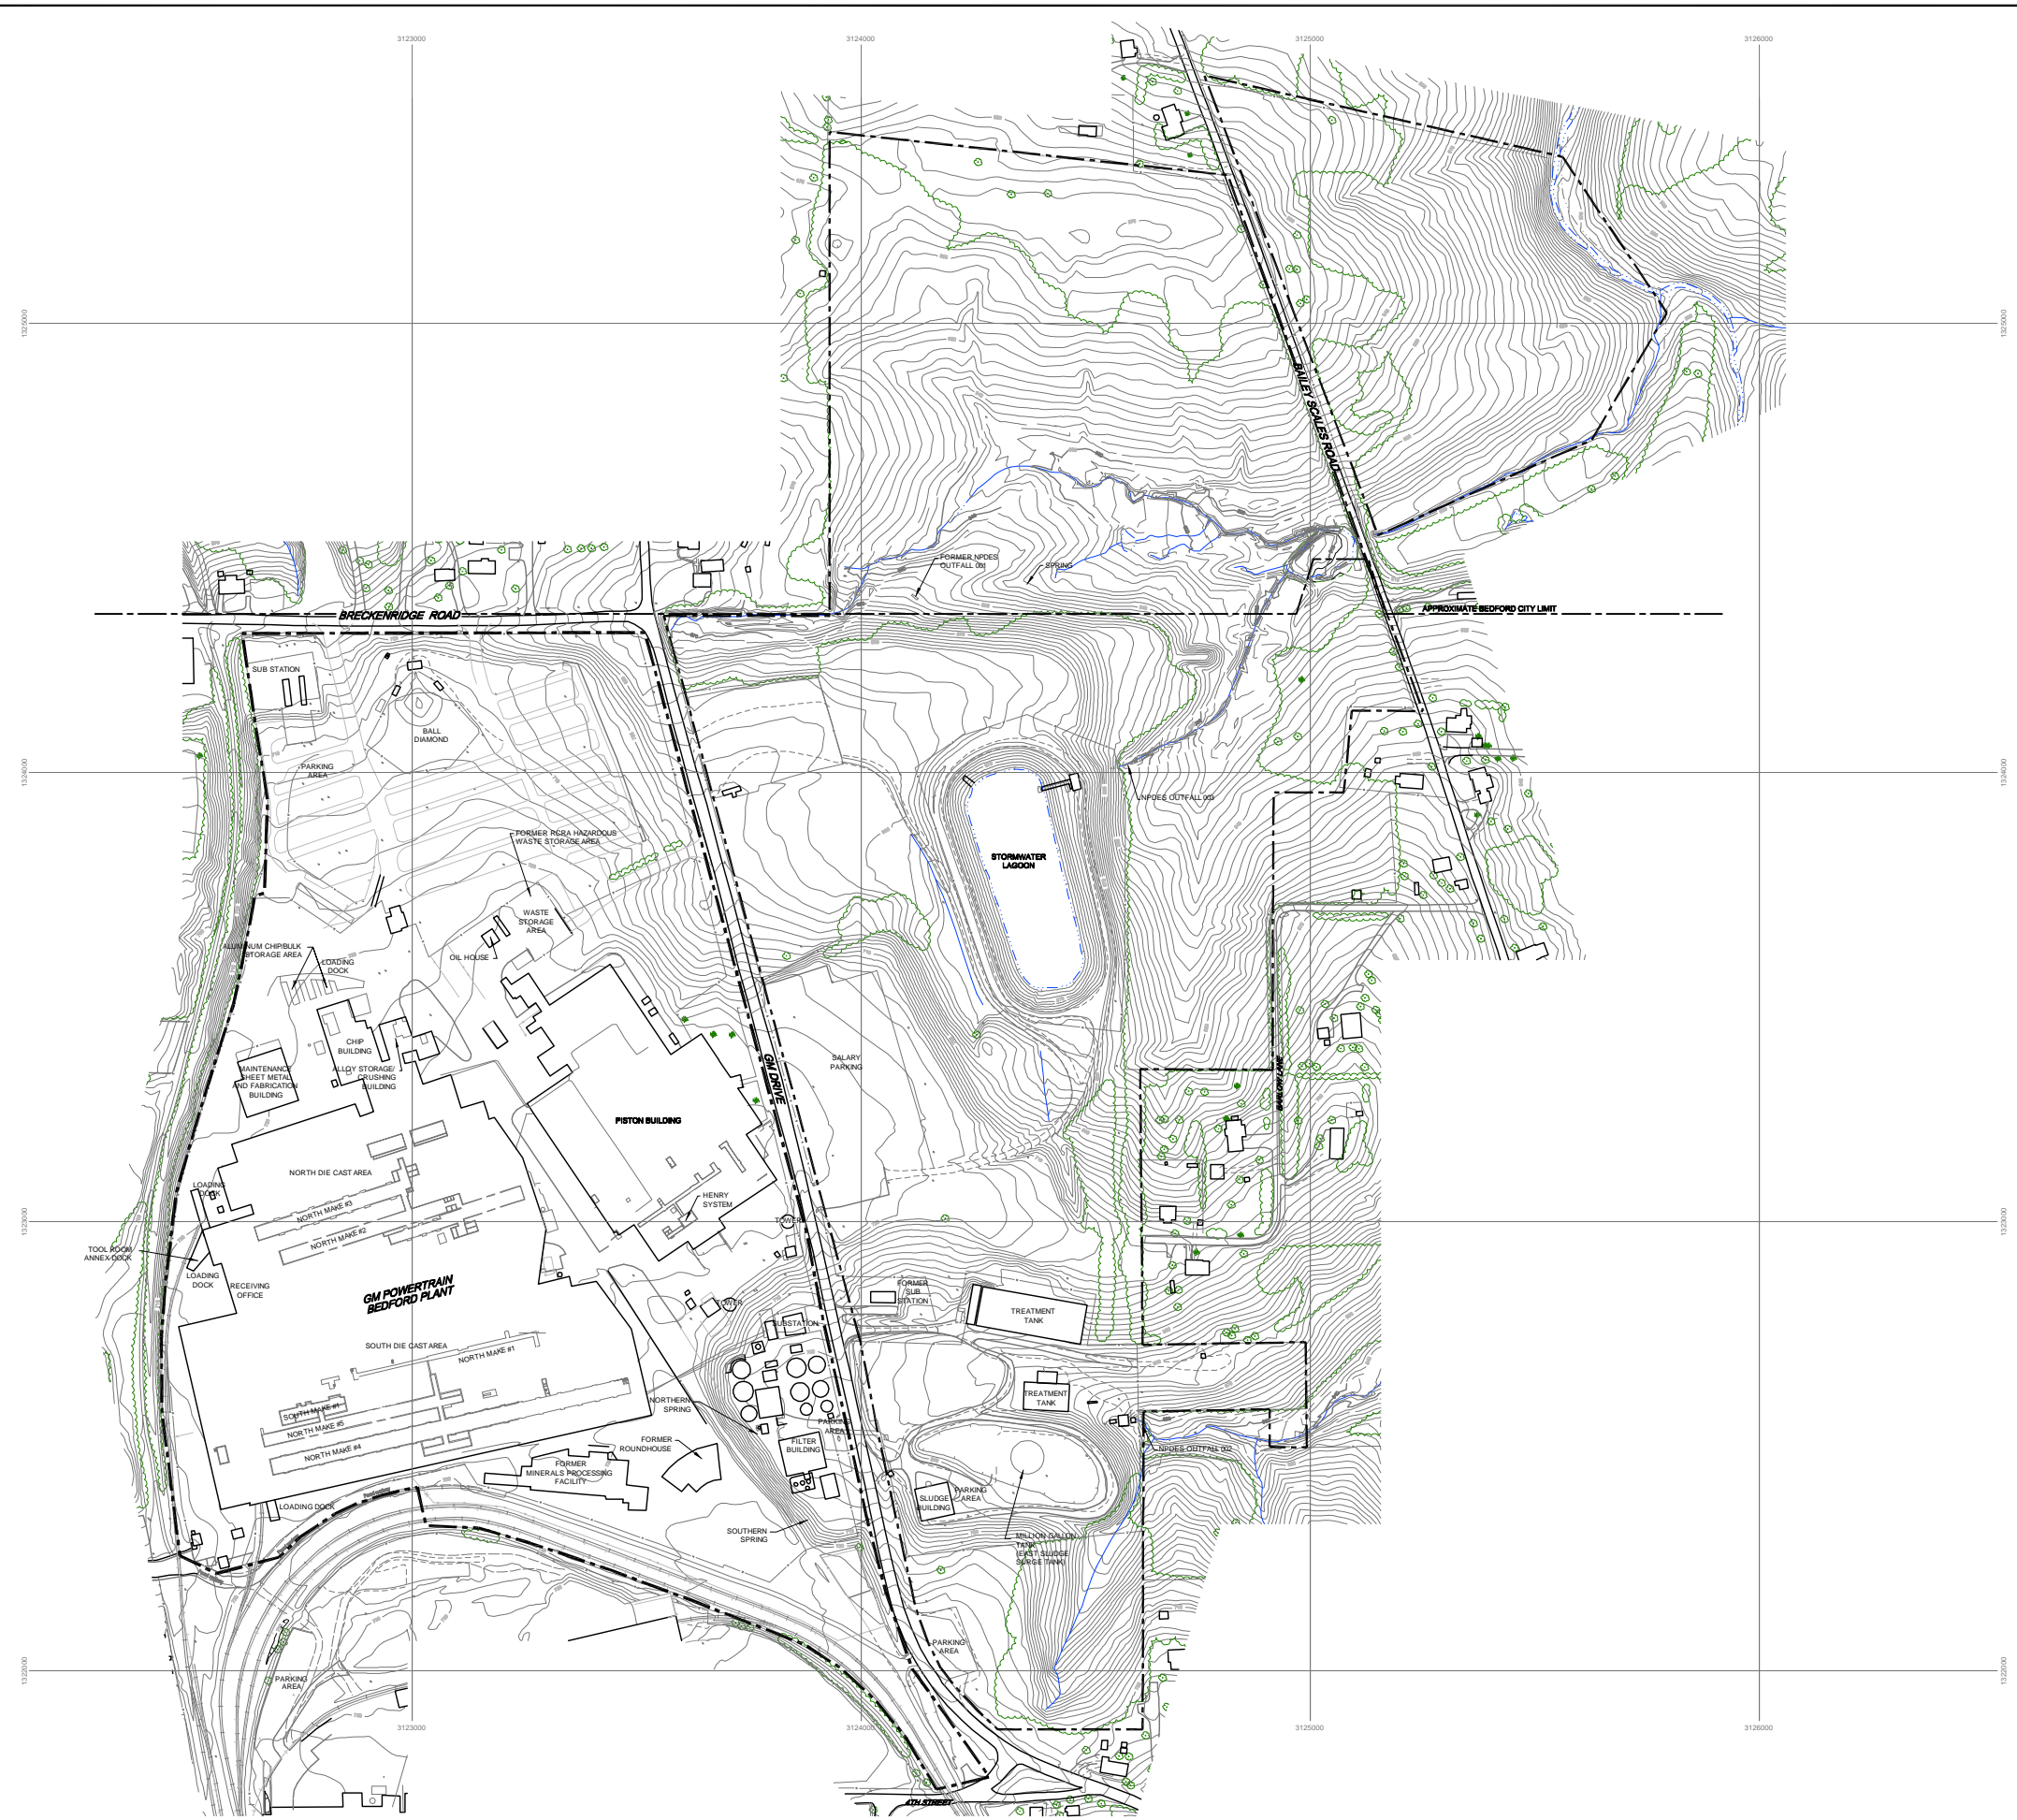 3123000
3124000
3125000
3126000
1325000
1325000
BAILEY SCALES ROAD
FORMER NPDES
OUTFALL 001
SPRING
BRECKENRIDGE ROAD
APPROXIMATE BEDFORD CITY LIMIT
SUB STATION
BALL
DIAMOND
PARKING
AREA
1324000
1324000
NPDES OUTFALL 003
FORMER RCRA HAZARDOUS
WASTE STORAGE AREA
STORMWATER
LAGOON
WASTE
STORAGE
AREA
ALUMINUM CHIP/BULK
STORAGE AREA
OIL HOUSE
LOADING
DOCK
CHIP
BUILDING
MAINTENANCE
SHEET METAL
AND FABRICATION
BUILDING
ALLOY STORAGE/
CRUSHING
BUILDING
GM DRIVE
SALARY
PARKING
BARLOW LANE
PISTON BUILDING
NORTH DIE CAST AREA
LOADING
DOCK
NORTH MAKE #3
NORTH MAKE #2
HENRY
SYSTEM
TOWER
1323000
1323000
TOOL ROOM
ANNEX DOCK
LOADING
DOCK
RECEIVING
OFFICE
GM POWERTRAIN
BEDFORD PLANT
TOWER
FORMER
SUB
STATION
SUBSTATION
TREATMENT
TANK
SOUTH DIE CAST AREA
NORTH MAKE #1
TREATMENT
TANK
NORTHERN
SPRING
SOUTH MAKE #1
NORTH MAKE #5
NORTH MAKE #4
PARKING
AREA
FORMER
ROUNDHOUSE
FILTER
BUILDING
NPDES OUTFALL 002
FORMER
MINERALS PROCESSING
FACILITY
LOADING DOCK
SLUDGE
BUILDING
PARKING
AREA
SOUTHERN
SPRING
MILLION GALLON
TANK
(EAST SLUDGE
SURGE TANK)
PARKING
AREA
PARKING
AREA
1322000
1322000
3123000
3124000
3125000
3126000
4TH STREET